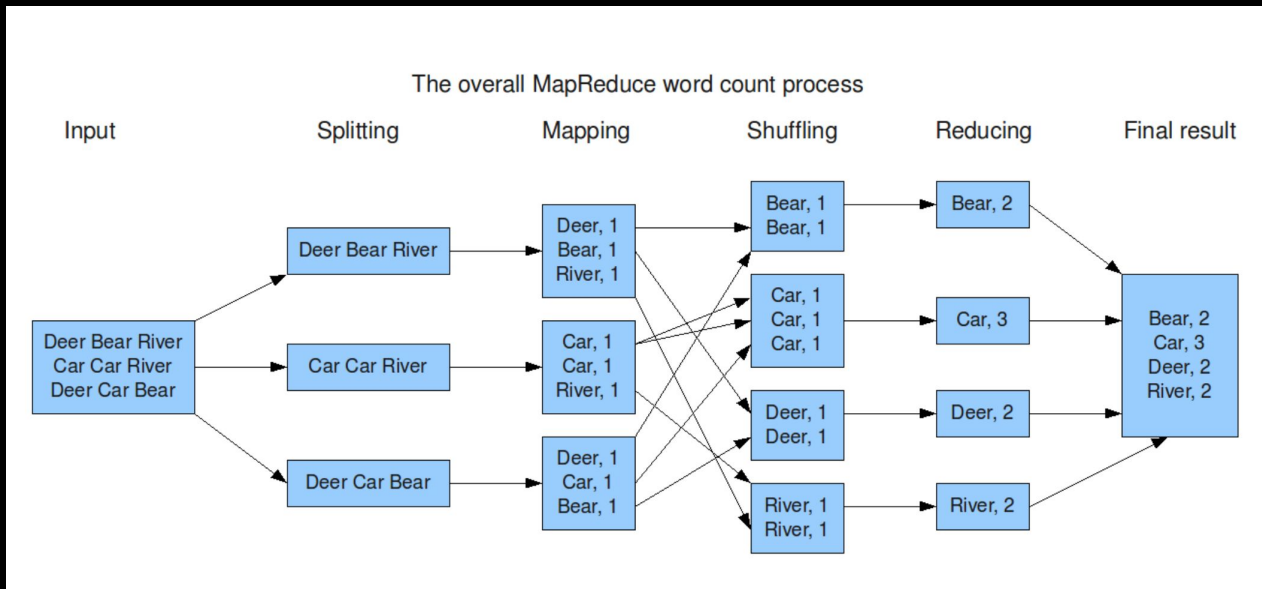 The overall MapReduce word count process
Input
Splitting
Mapping
Shuffling
Reducing
Final result
Deer Bear River
Car Car River
Deer Car Bear
Deer Bear River
Car Car River
Deer Car Bear
Deer, 1
Bear, 1
River, 1
Car, 1
Car, 1
River, 1
Deer, 1
Car, 1
Bear, 1
Bear, 1
Bear, 1
Car, 1
Car, 1
Car, 1
Deer, 1
Deer, 1
River, 1
River, 1
Bear, 2
Car, 3
Deer, 2
River, 2
Bear, 2
Car, 3
Deer, 2
River, 2